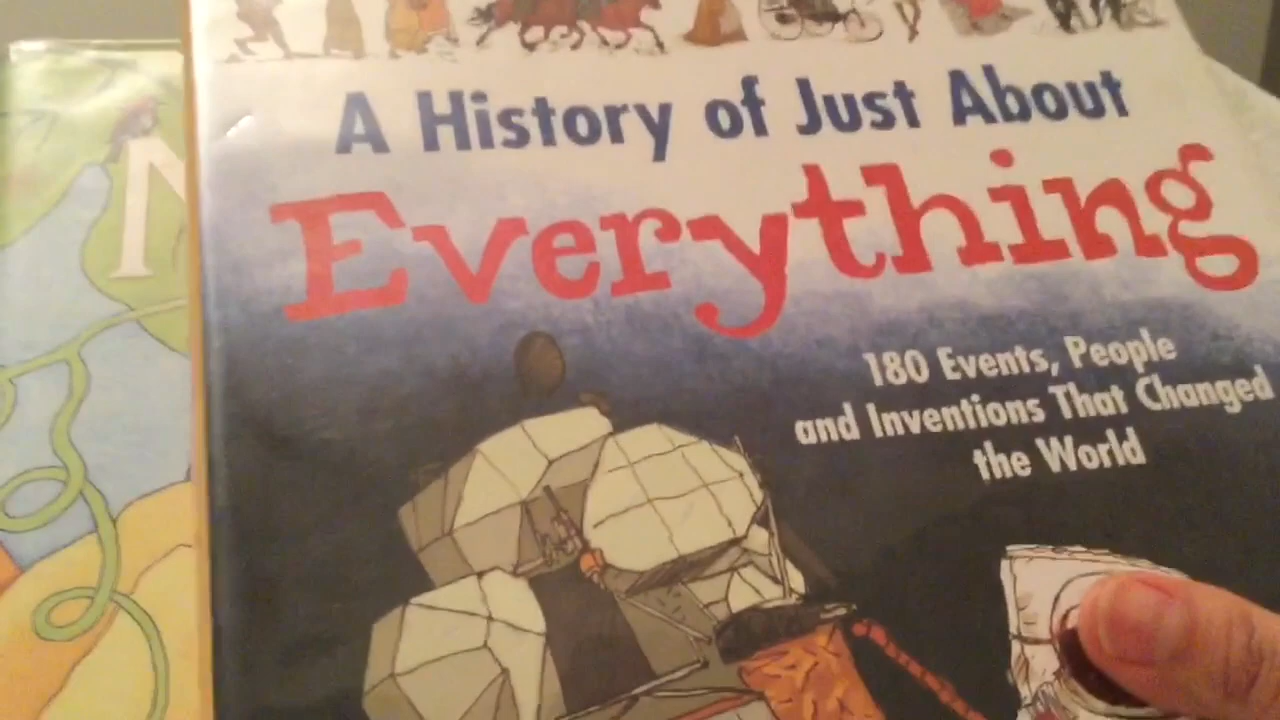 A History of Just About
Everything
180 Events, People
and Inventions That Changed
the World
N